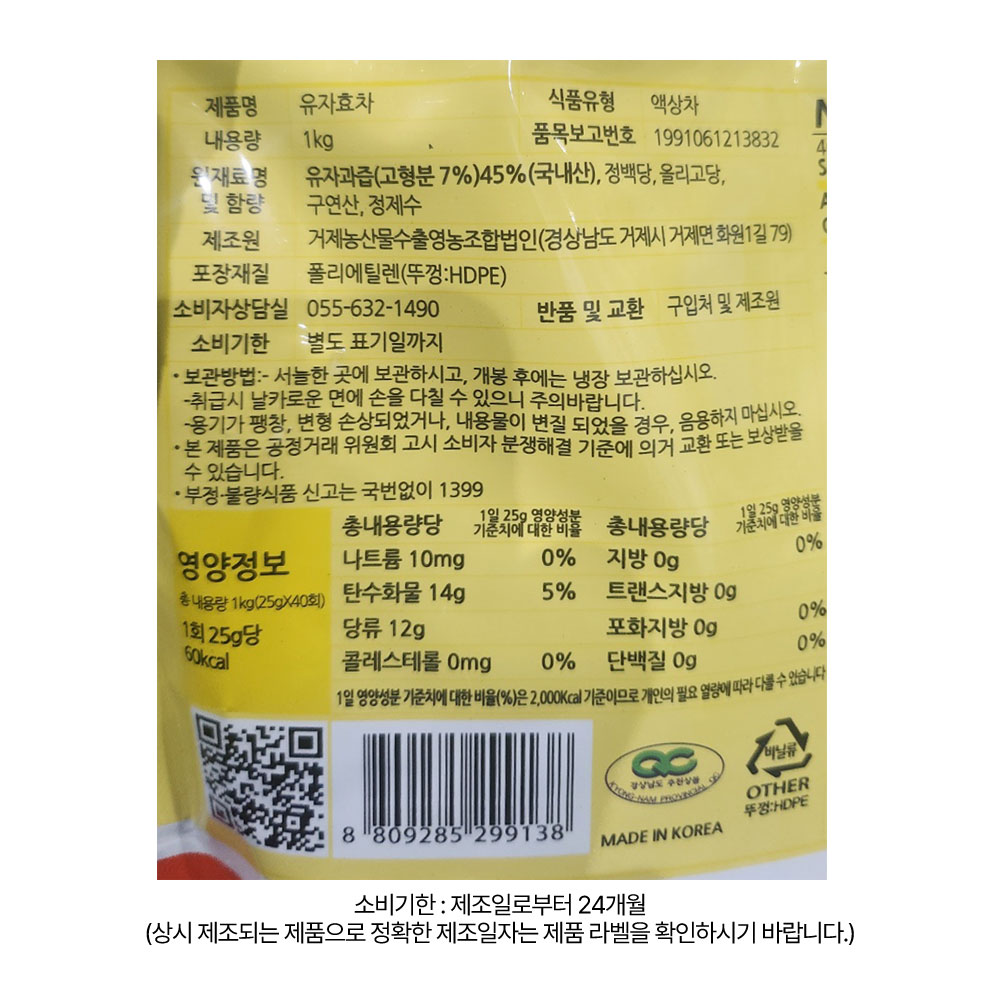 제품명 유자효차 식품유형 액상차
내용량 1kg 품목보고번호 1991061213832
원재료명 유자과즙(고형분 7%)45%(국내산), 정백당, 올리고당,
및 함량 구연산, 정제수
제조원 거제농산물수출영농조합법인(경상남도 거제시 거제면 화원1길 79)
포장재질 폴리에틸렌(뚜껑:HDPE)
소비자상담실 055-632-1490 반품 및 교환 구입처 및 제조원
소비기한 별도 표기일까지
• 보관방법:- 서늘한 곳에 보관하시고, 개봉 후에는 냉장 보관하십시오.
-취급시 날카로운 면에 손을 다칠 수 있으니 주의바랍니다.
-용기가 팽창, 변형 손상되었거나, 내용물이 변질 되었을 경우, 음용하지 마십시오.
• 본 제품은 공정거래 위원회 고시 소비자 분쟁해결 기준에 의거 교환 또는 보상받을
수 있습니다.
• 부정·불량식품 신고는 국번없이 1399
영양정보
총 내용량 1kg(25gX40회)
1회 25g당
60kcal
총내용량당 1일 25g 영양성분
기준치에 대한 비율
나트륨 10mg 0%
탄수화물 14g 5%
당류 12g
콜레스테롤 0mg 0%
총내용량당 1일 25g 영양성분
기준치에 대한 비율
지방 0g 0%
트랜스지방 0g
포화지방 0g 0%
단백질 0g 0%
1일 영양성분 기준치에 대한 비율(%)은 2,000Kcal 기준이므로 개인의 필요 열량에 따라 다를 수 있습니다
8 809285 299138
QC
경상남도 추천상품
KYONG-NAM PROVINCIAL QC
MADE IN KOREA
비닐류
OTHER
뚜껑:HDPE
소비기한 : 제조일로부터 24개월
(상시 제조되는 제품으로 정확한 제조일자는 제품 라벨을 확인하시기 바랍니다.)